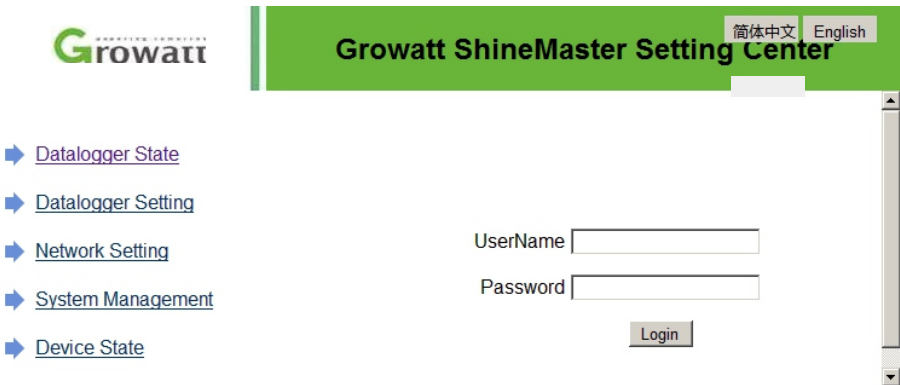 Growatt
Growatt ShineMaster Setting Center
简体中文 English
Datalogger State
Datalogger Setting
Network Setting
System Management
Device State
UserName
Password
Login